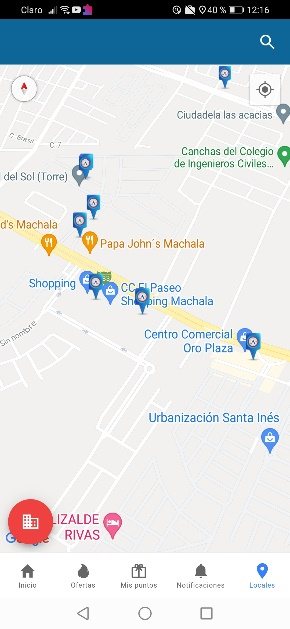 Claro 40 % 12:16
Ciudadela las acacias
C. Brasil
C 7
Canchas del Colegio
de Ingenieros Civiles...
l del Sol (Torre)
d's Machala
Papa John´s Machala
Shopping
CC El Paseo
Shopping Machala
Centro Comercial
Oro Plaza
Sin nombre
Urbanización Santa Inés
LIZALDE
RIVAS
Inicio
Ofertas
Mis puntos
Notificaciones
Locales